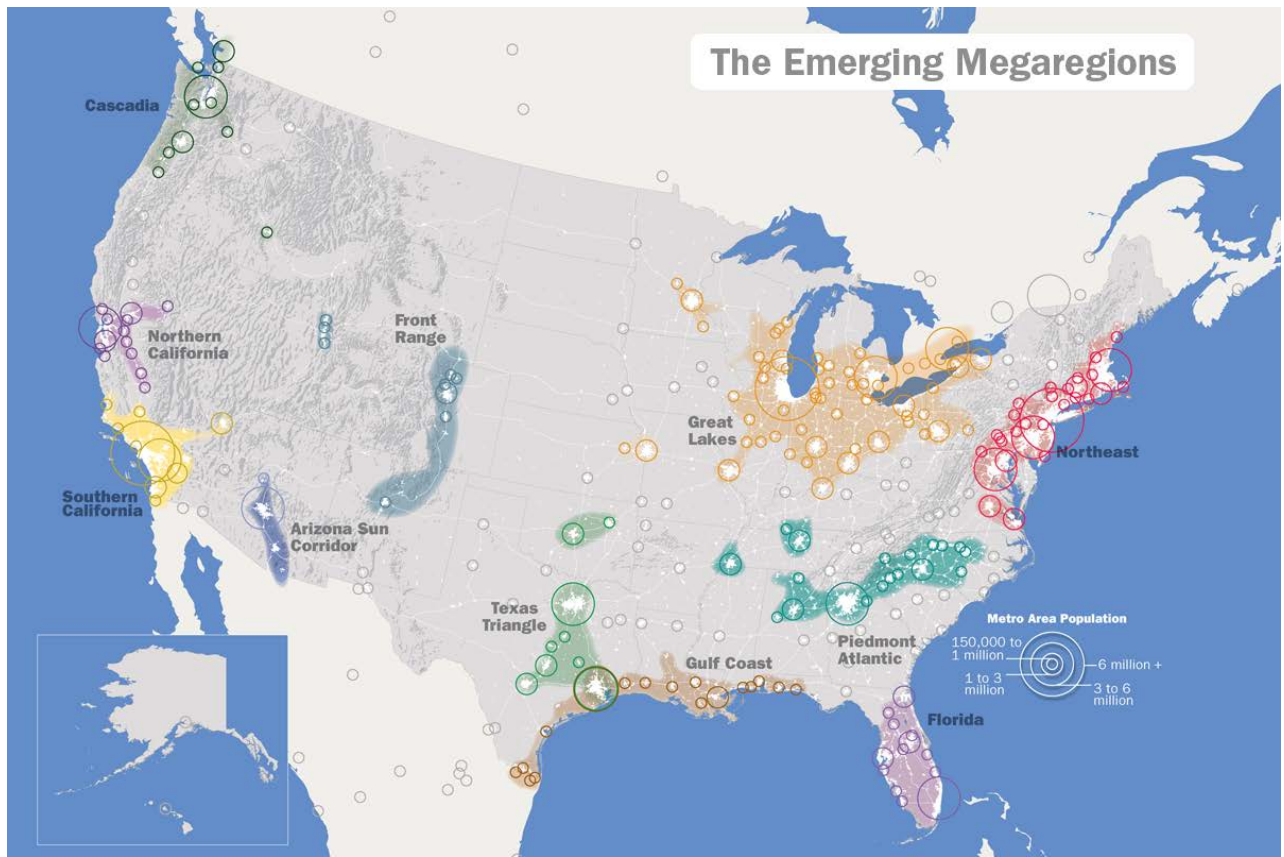 The Emerging Megaregions
Cascadia
Northern
California
Front
Range
Great
Lakes
Northeast
Southern
California
Arizona Sun
Corridor
Texas
Triangle
Gulf Coast
Piedmont
Atlantic
Florida
Metro Area Population
150,000 to
1 million
1 to 3
million
6 million +
3 to 6
million